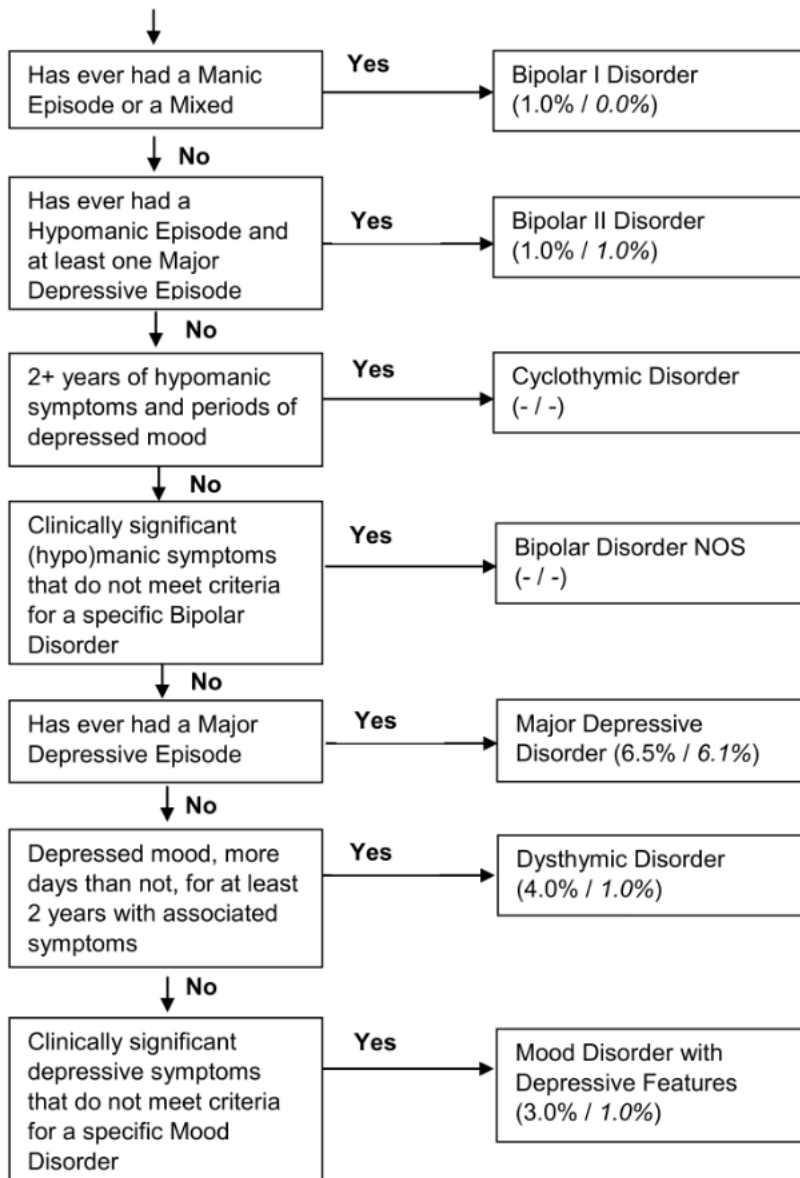 Has ever had a Manic
Episode or a Mixed
Yes
Bipolar I Disorder
(1.0% / 0.0%)
No
Has ever had a
Hypomanic Episode and
at least one Major
Depressive Episode
Yes
Bipolar II Disorder
(1.0% / 1.0%)
No
2+ years of hypomanic
symptoms and periods of
depressed mood
Yes
Cyclothymic Disorder
(- / -)
No
Clinically significant
(hypo)manic symptoms
that do not meet criteria
for a specific Bipolar
Disorder
Yes
Bipolar Disorder NOS
(- / -)
No
Has ever had a Major
Depressive Episode
Yes
Major Depressive
Disorder (6.5% / 6.1%)
No
Depressed mood, more
days than not, for at least
2 years with associated
symptoms
Yes
Dysthymic Disorder
(4.0% / 1.0%)
No
Clinically significant
depressive symptoms
that do not meet criteria
for a specific Mood
Disorder
Yes
Mood Disorder with
Depressive Features
(3.0% / 1.0%)